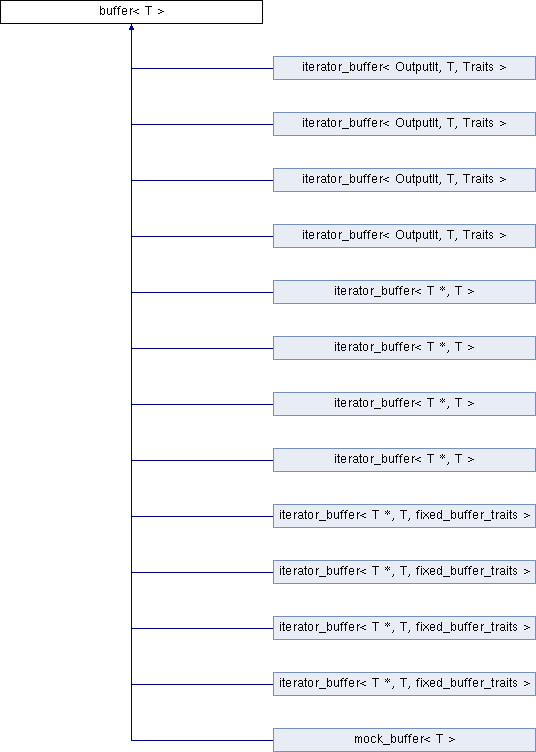 buffer< T >
iterator_buffer< OutputIt, T, Traits >
iterator_buffer< OutputIt, T, Traits >
iterator_buffer< OutputIt, T, Traits >
iterator_buffer< OutputIt, T, Traits >
iterator_buffer< T *, T >
iterator_buffer< T *, T >
iterator_buffer< T *, T >
iterator_buffer< T *, T >
iterator_buffer< T *, T, fixed_buffer_traits >
iterator_buffer< T *, T, fixed_buffer_traits >
iterator_buffer< T *, T, fixed_buffer_traits >
iterator_buffer< T *, T, fixed_buffer_traits >
mock_buffer< T >